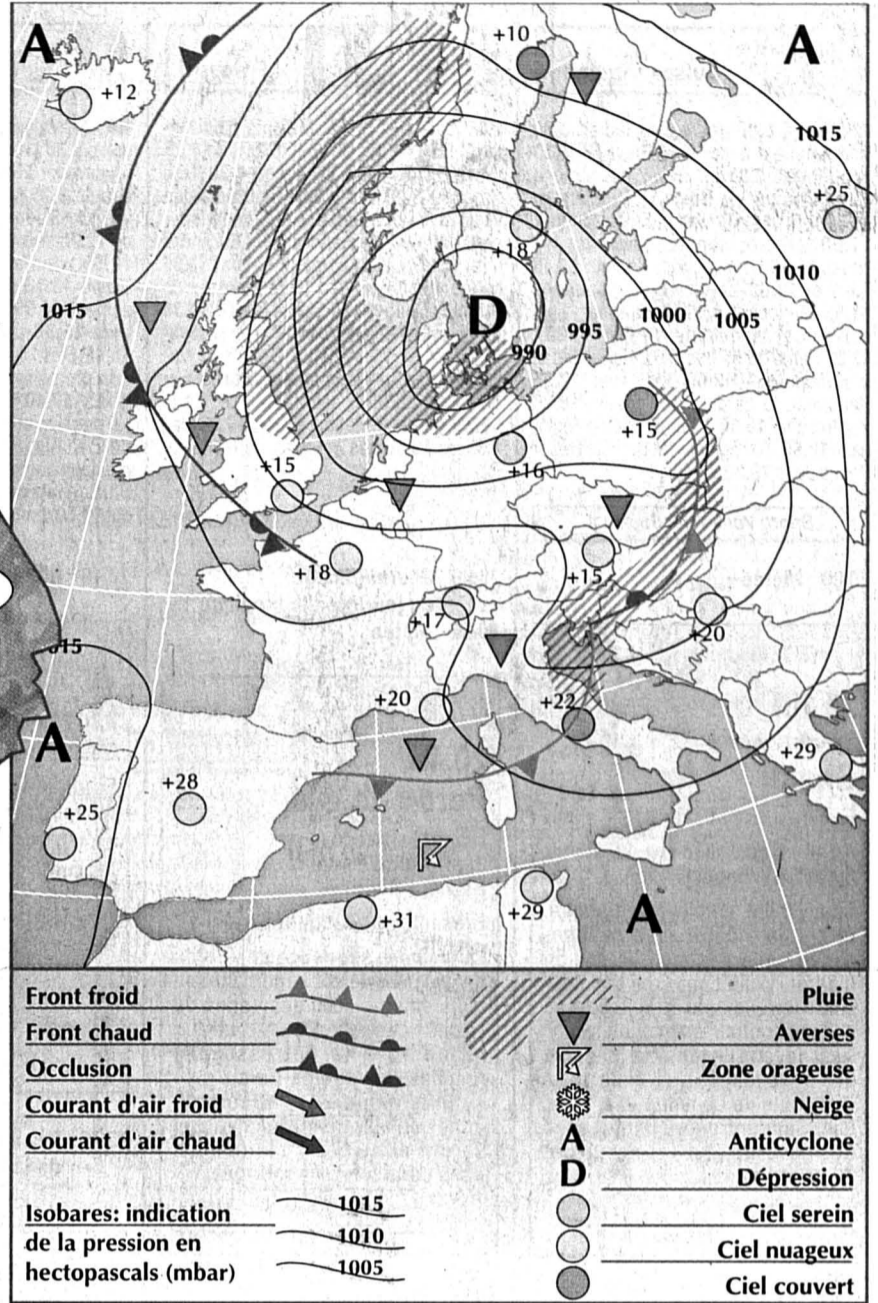 A
+10
A
+12
1015
+25
+18
1010
1015
D
1000
1005
995
990
+15
+15
+16
+18
+15
+17
+20
015
+20
+22
A
+28
+29
+25
+31
+29
A
Front froid
Pluie
Front chaud
Averses
Occlusion
Zone orageuse
Courant d'air froid
Neige
Courant d'air chaud
A
Anticyclone
D
Dépression
Isobares: indication
1015
Ciel serein
de la pression en
1010
Ciel nuageux
hectopascals (mbar)
1005
Ciel couvert